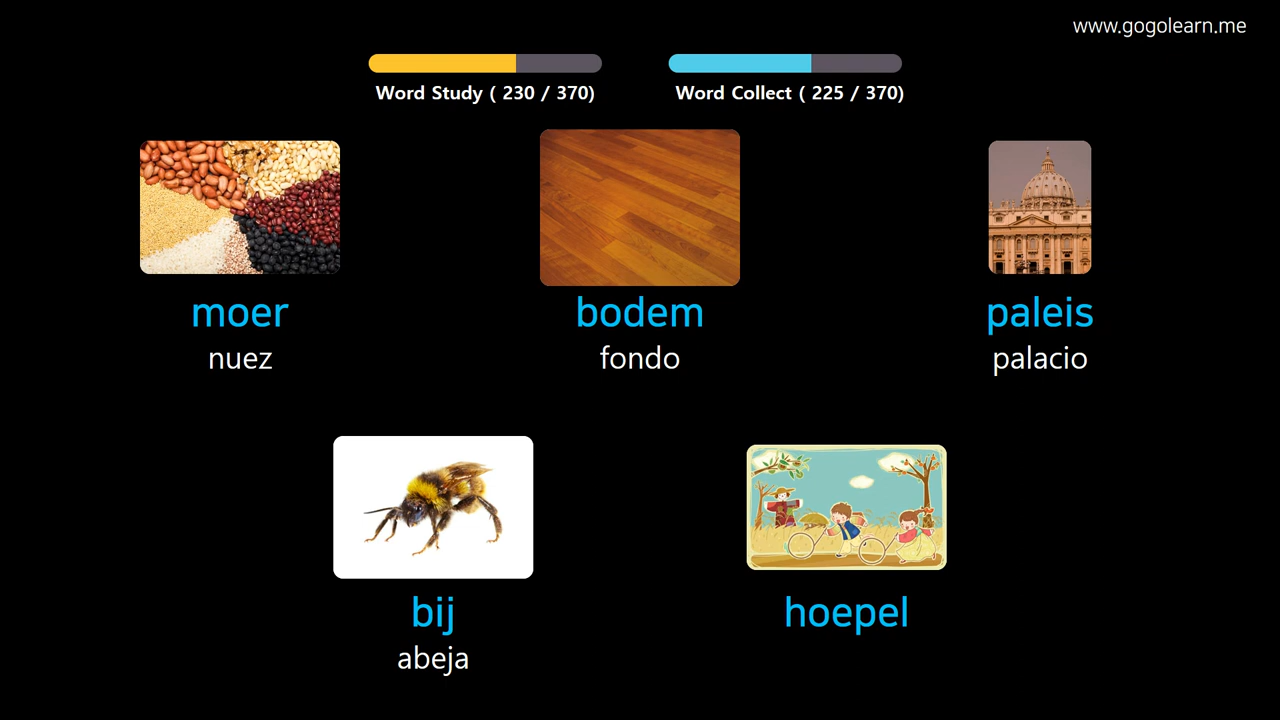 www.gogolearn.me
Word Study ( 230 / 370)
Word Collect ( 225 / 370)
moer
nuez
bodem
fondo
paleis
palacio
bij
abeja
hoepel